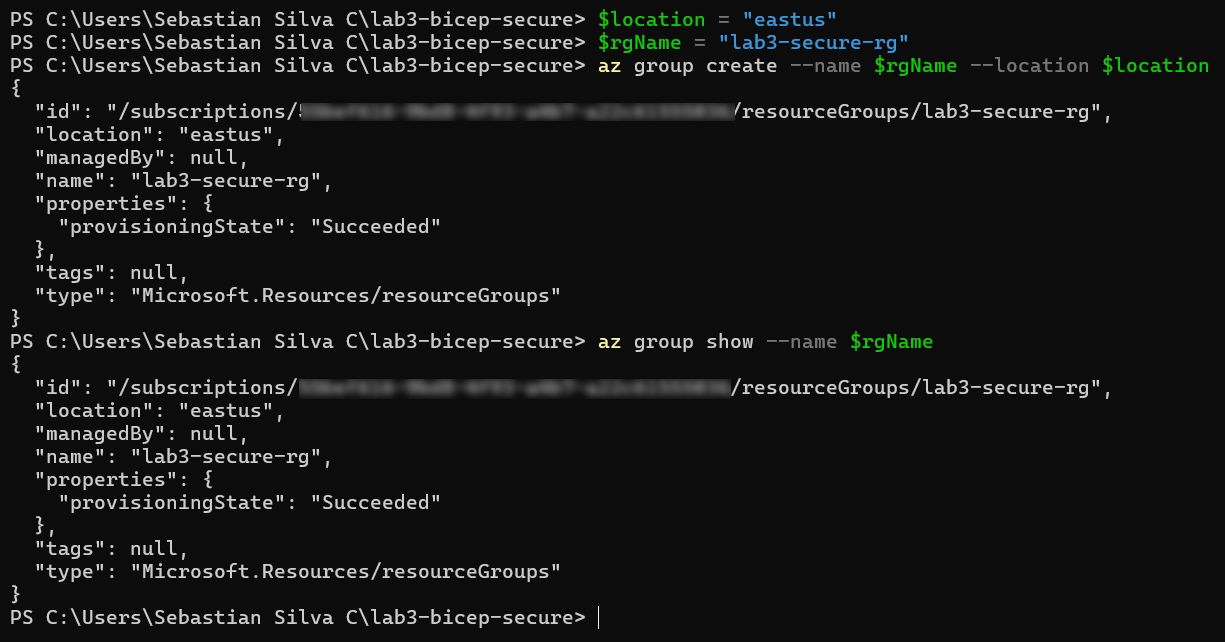 PS C:\Users\Sebastian Silva C\lab3-bicep-secure> $location = "eastus"
PS C:\Users\Sebastian Silva C\lab3-bicep-secure> $rgName = "lab3-secure-rg"
PS C:\Users\Sebastian Silva C\lab3-bicep-secure> az group create --name $rgName --location $location
{
  "id": "/subscriptions/ /resourceGroups/lab3-secure-rg",
  "location": "eastus",
  "managedBy": null,
  "name": "lab3-secure-rg",
  "properties": {
    "provisioningState": "Succeeded"
  },
  "tags": null,
  "type": "Microsoft.Resources/resourceGroups"
}
PS C:\Users\Sebastian Silva C\lab3-bicep-secure> az group show --name $rgName
{
  "id": "/subscriptions/ /resourceGroups/lab3-secure-rg",
  "location": "eastus",
  "managedBy": null,
  "name": "lab3-secure-rg",
  "properties": {
    "provisioningState": "Succeeded"
  },
  "tags": null,
  "type": "Microsoft.Resources/resourceGroups"
}
PS C:\Users\Sebastian Silva C\lab3-bicep-secure>